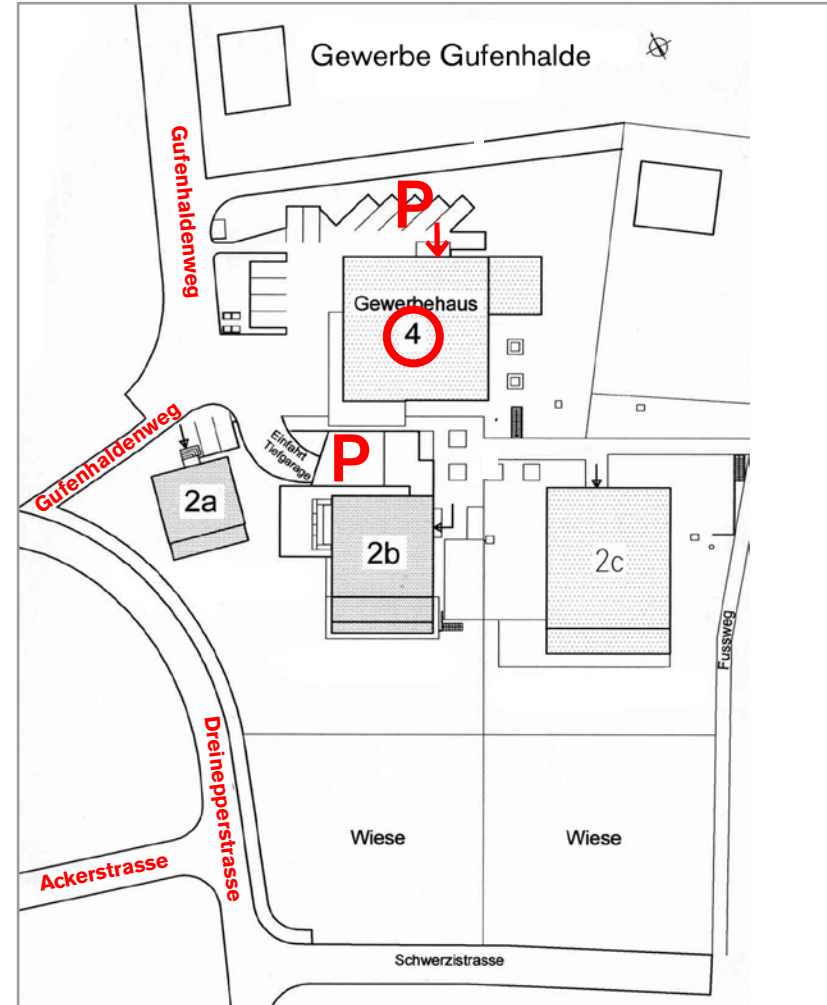 Gewerbe Gufenhalde
Gufenhaldenweg
P
Gewerbehaus
4
Gufenhaldenweg
Einfahrt
Tiefgarage
P
2a
2b
2c
Fussweg
Dreinepperstrasse
Wiese
Wiese
Ackerstrasse
Schwerzistrasse